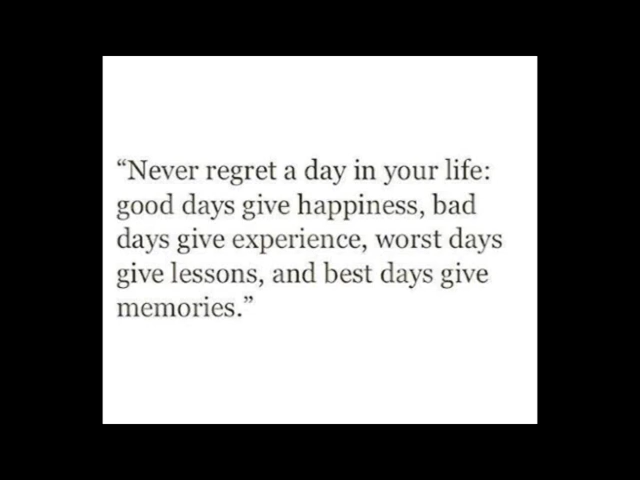 “Never regret a day in your life:
good days give happiness, bad
days give experience, worst days
give lessons, and best days give
memories.”